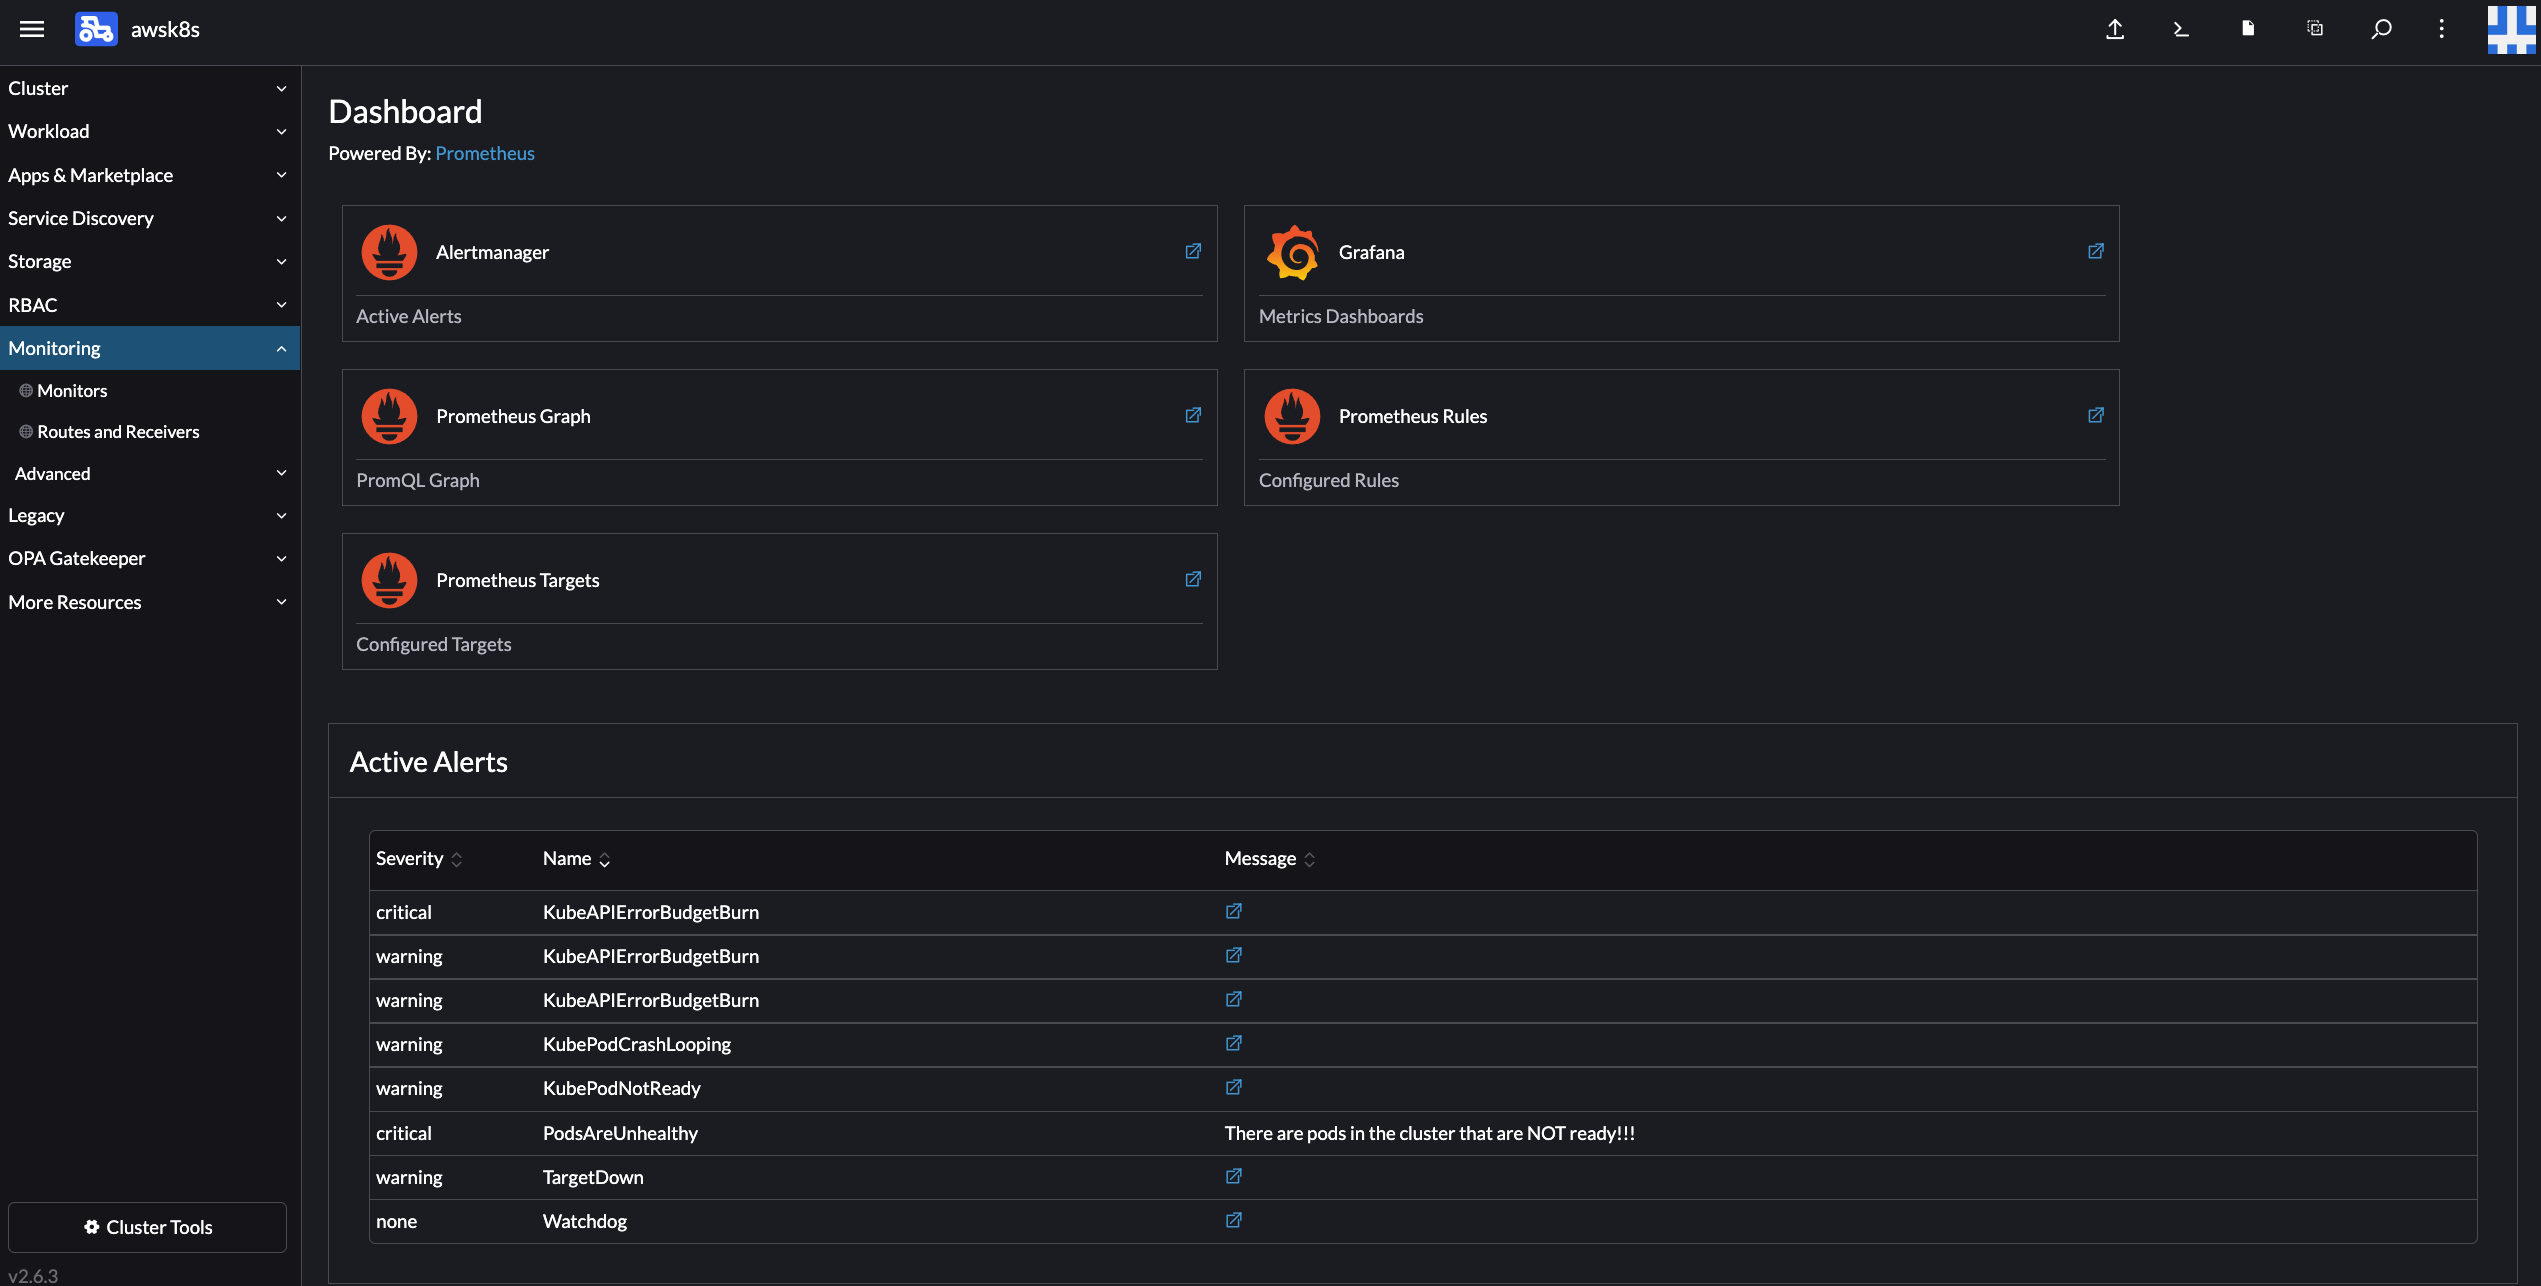 awsk8s
Cluster
Workload
Apps & Marketplace
Service Discovery
Storage
RBAC
Monitoring
Monitors
Routes and Receivers
Advanced
Legacy
OPA Gatekeeper
More Resources
Cluster Tools
v2.6.3
Dashboard
Powered By: Prometheus
Alertmanager
Active Alerts
Grafana
Metrics Dashboards
Prometheus Graph
PromQL Graph
Prometheus Rules
Configured Rules
Prometheus Targets
Configured Targets
Active Alerts
Severity Name Message
critical KubeAPIErrorBudgetBurn
warning KubeAPIErrorBudgetBurn
warning KubeAPIErrorBudgetBurn
warning KubePodCrashLooping
warning KubePodNotReady
critical PodsAreUnhealthy There are pods in the cluster that are NOT ready!!!
warning TargetDown
none Watchdog